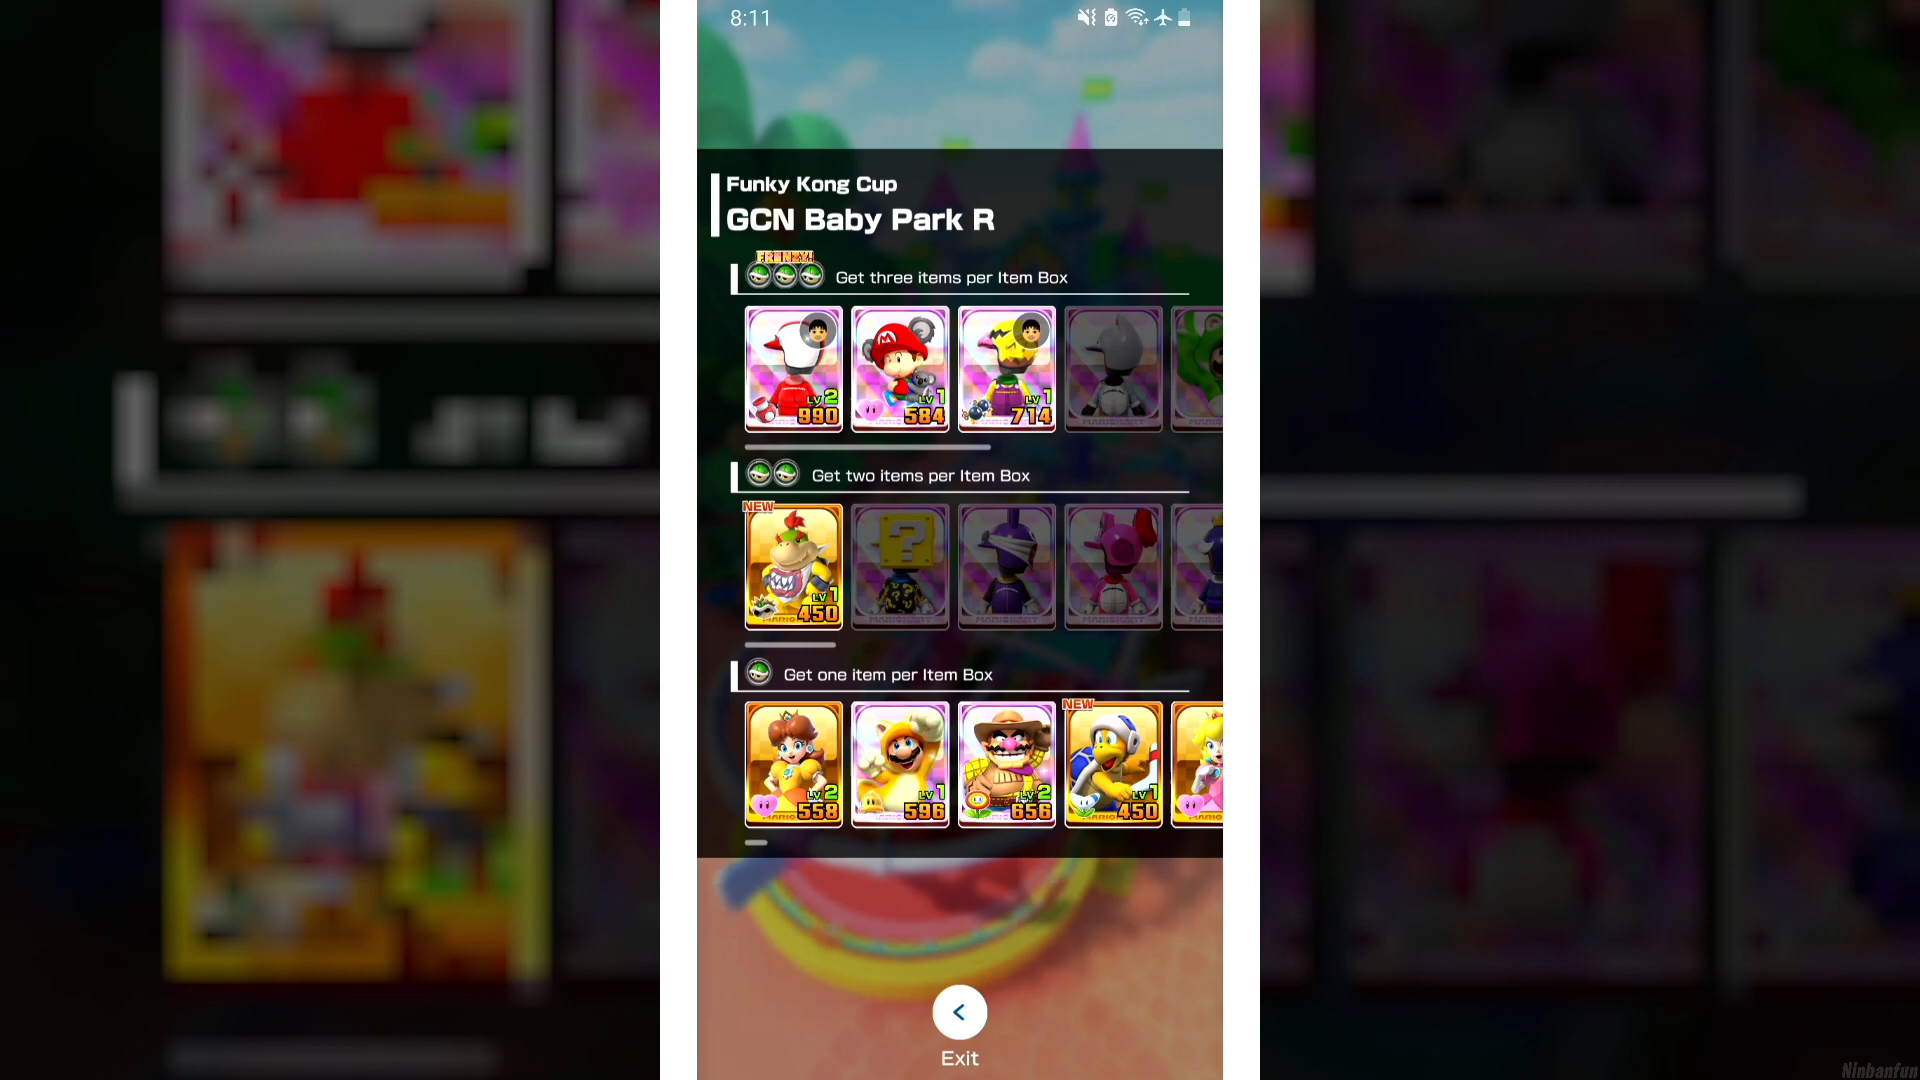 8:11
Funky Kong Cup
GCN Baby Park R
FRENZY!
Get three items per Item Box
LV 2
990
LV 1
584
LV 1
714
Get two items per Item Box
NEW
LV 1
450
Get one item per Item Box
NEW
LV 2
558
LV 1
596
LV 2
656
LV 1
450
Exit
Ninbanfun